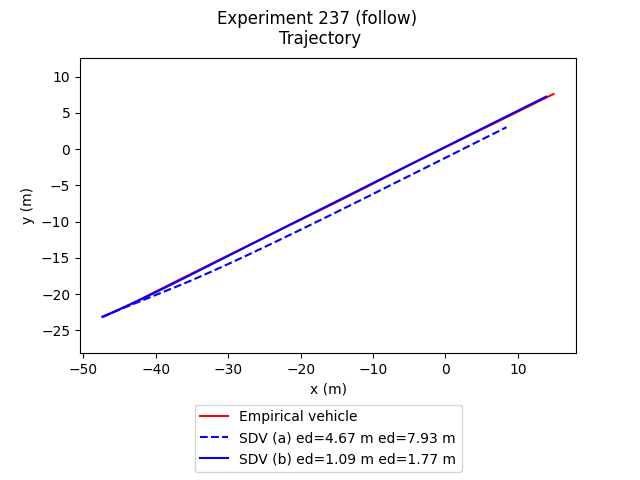 Experiment 237 (follow)
Trajectory
10
5
0
−5
−10
−15
−20
−25
y (m)
−50 −40 −30 −20 −10 0 10
x (m)
Empirical vehicle
SDV (a) ed=4.67 m ed=7.93 m
SDV (b) ed=1.09 m ed=1.77 m